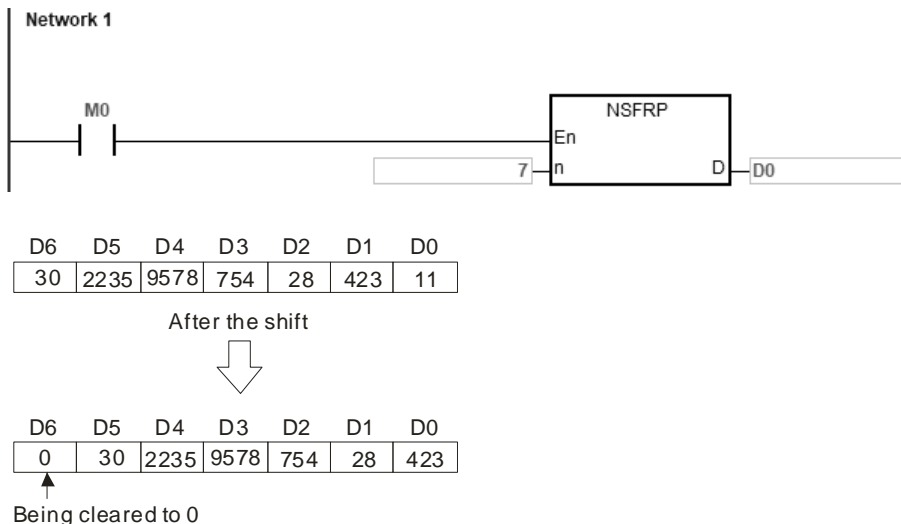 Network 1
M0
NSFRP
En
7 n D D0
D6 D5 D4 D3 D2 D1 D0
30 2235 9578 754 28 423 11
After the shift
D6 D5 D4 D3 D2 D1 D0
0 30 2235 9578 754 28 423
Being cleared to 0